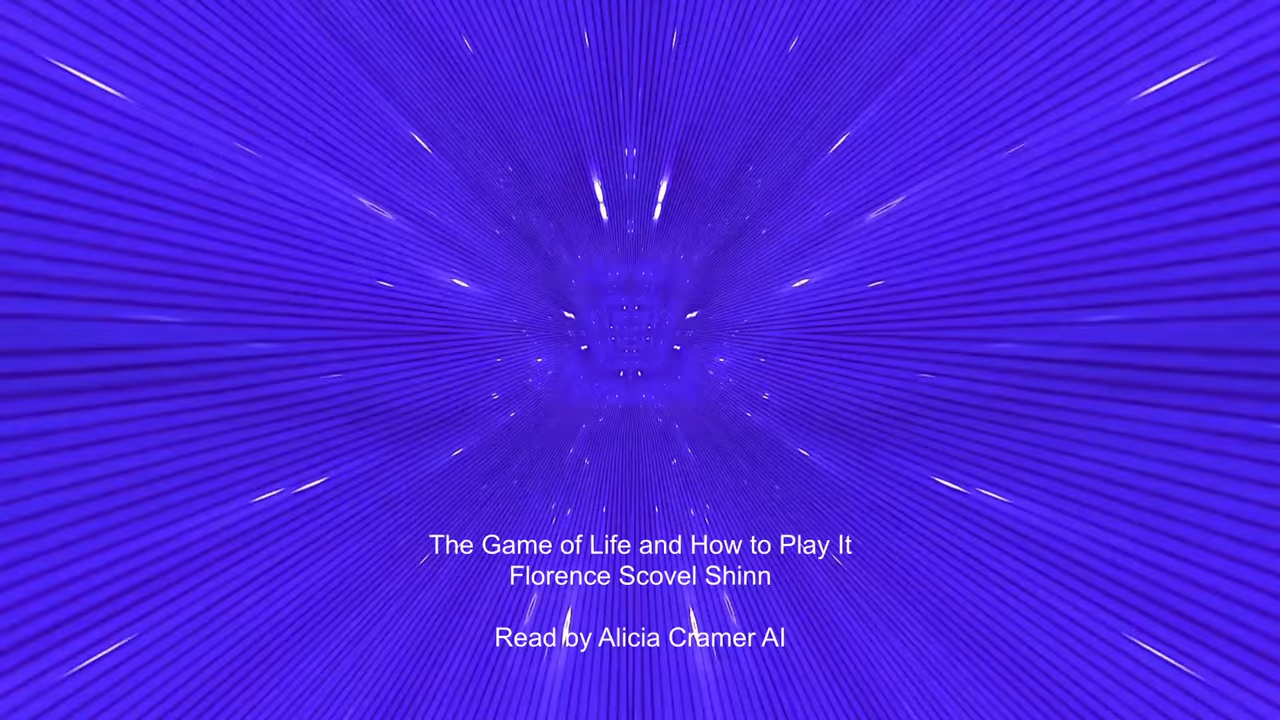 The Game of Life and How to Play It
Florence Scovel Shinn
Read by Alicia Cramer AI